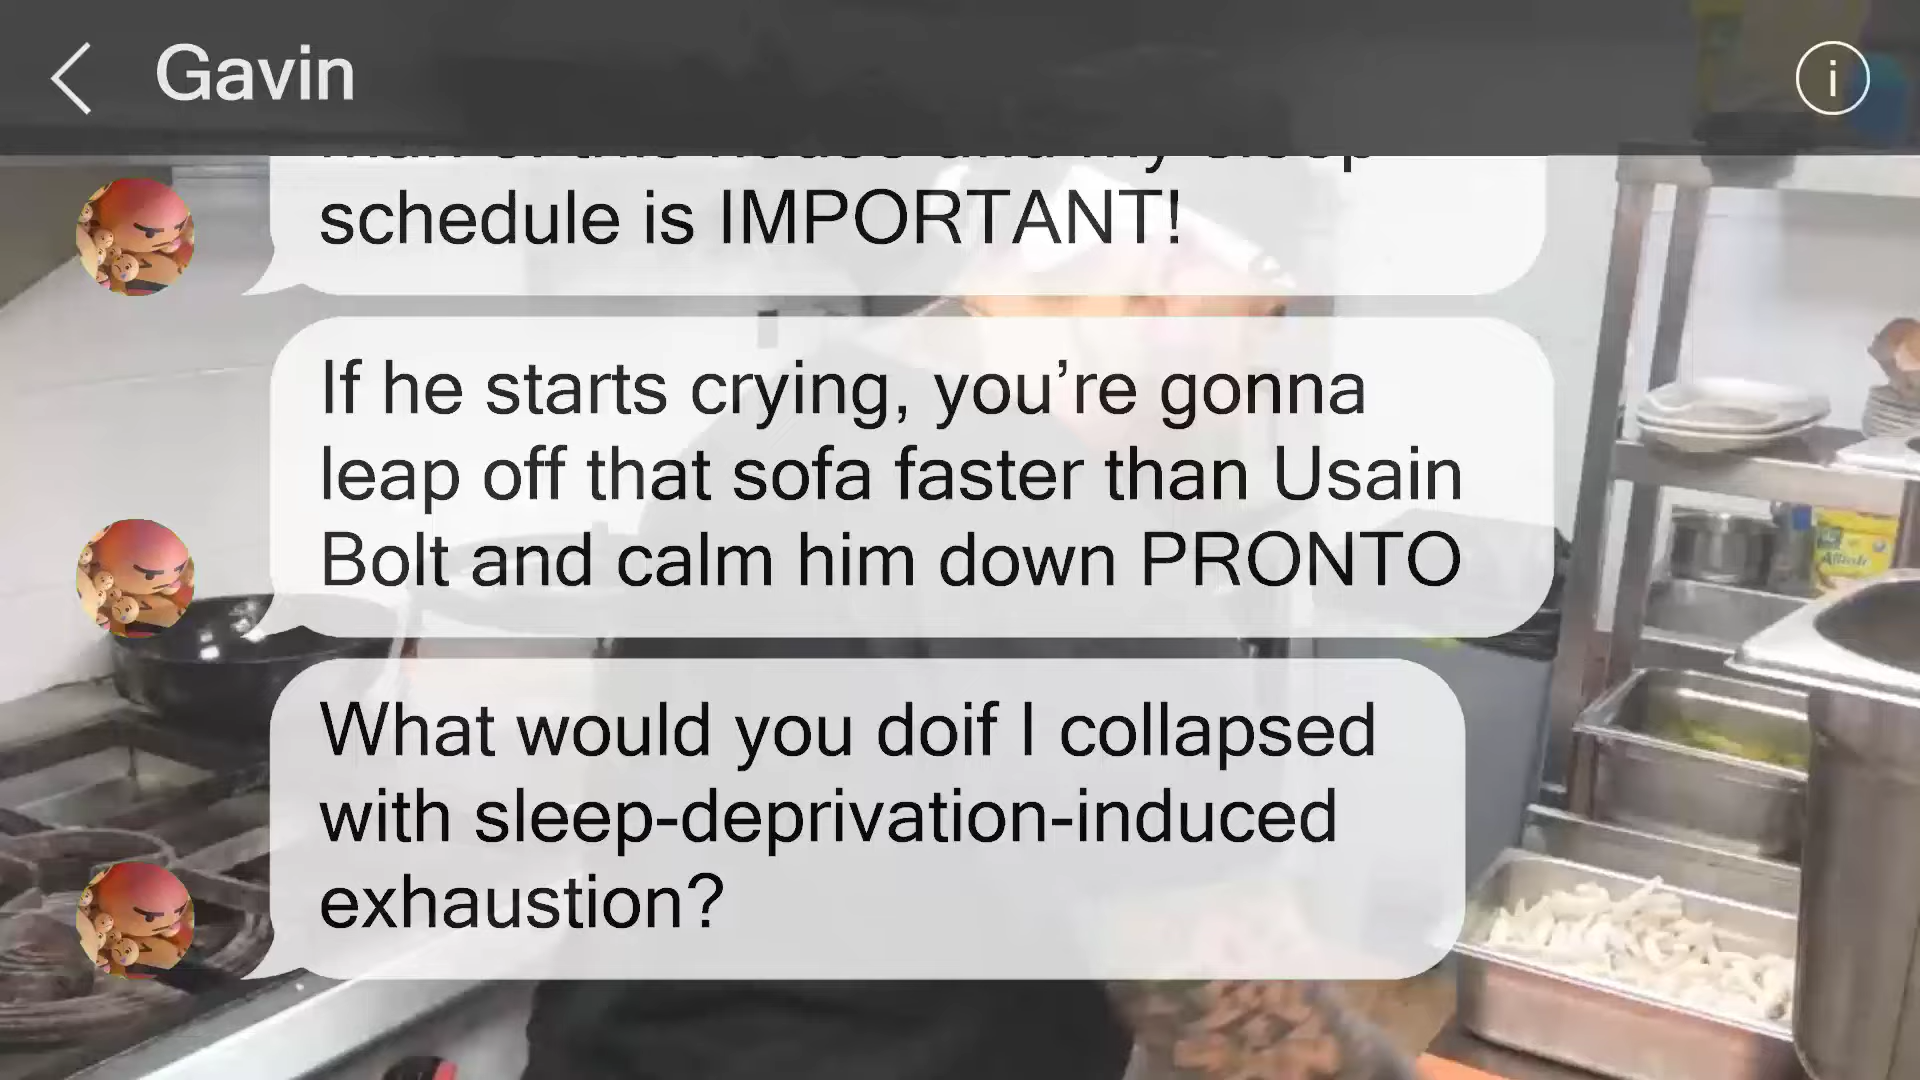 Gavin
schedule is IMPORTANT!
If he starts crying, you’re gonna
leap off that sofa faster than Usain
Bolt and calm him down PRONTO
What would you doif I collapsed
with sleep-deprivation-induced
exhaustion?